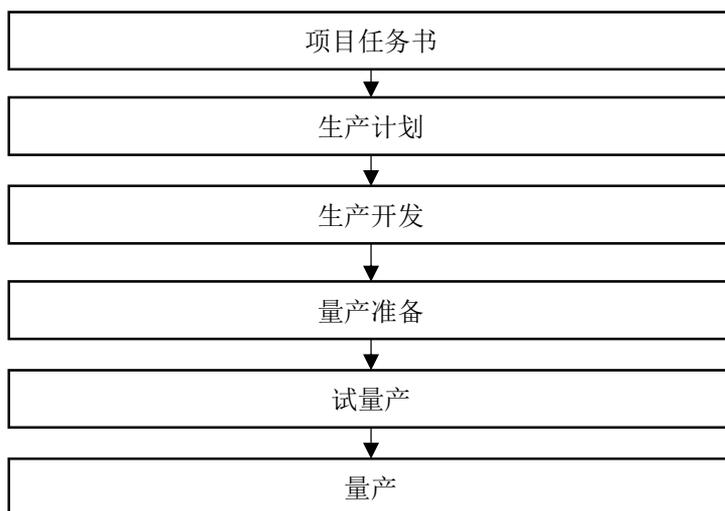 项目任务书
生产计划
生产开发
量产准备
试量产
量产